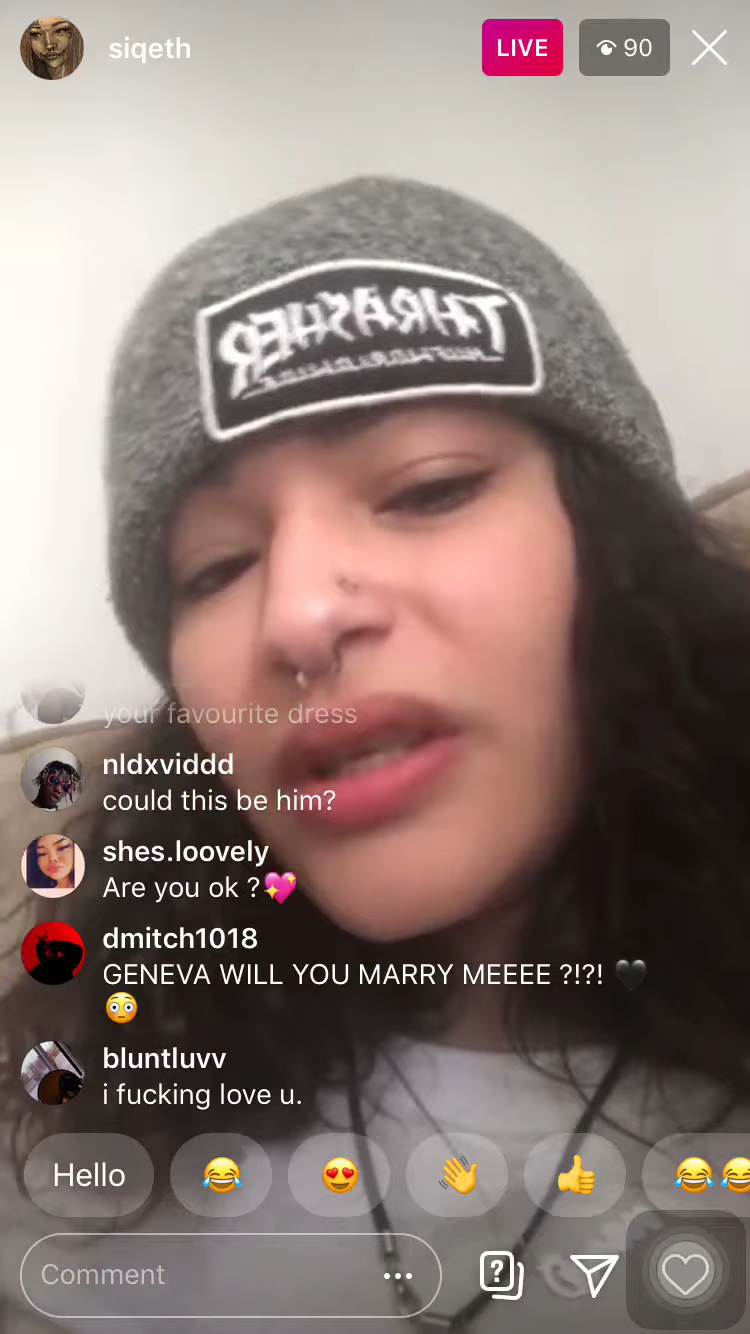 siqeth
LIVE
90
THRASHER
your favourite dress
nldxviddd
could this be him?
shes.loovely
Are you ok ?💖
dmitch1018
GENEVA WILL YOU MARRY MEEEE ?!?! 🖤
😳
bluntluvv
i fucking love u.
Hello 😂 😍 👋 👍 😂😂
Comment